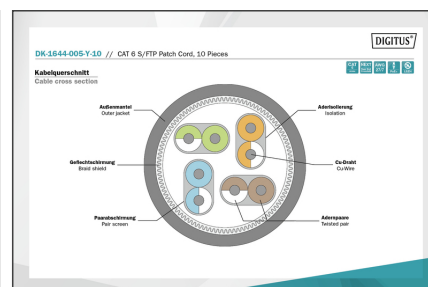 DIGITUS®
DK-1644-005-Y-10 // CAT 6 S/FTP Patch Cord, 10 Pieces
Kabelquerschnitt
Cable cross section
Außenmantel
Outer jacket
Aderisolierung
Isolation
Geflechtschirmung
Braid shield
Cu-Draht
Cu-Wire
Paarabschirmung
Pair screen
Adernpaare
Twisted pair